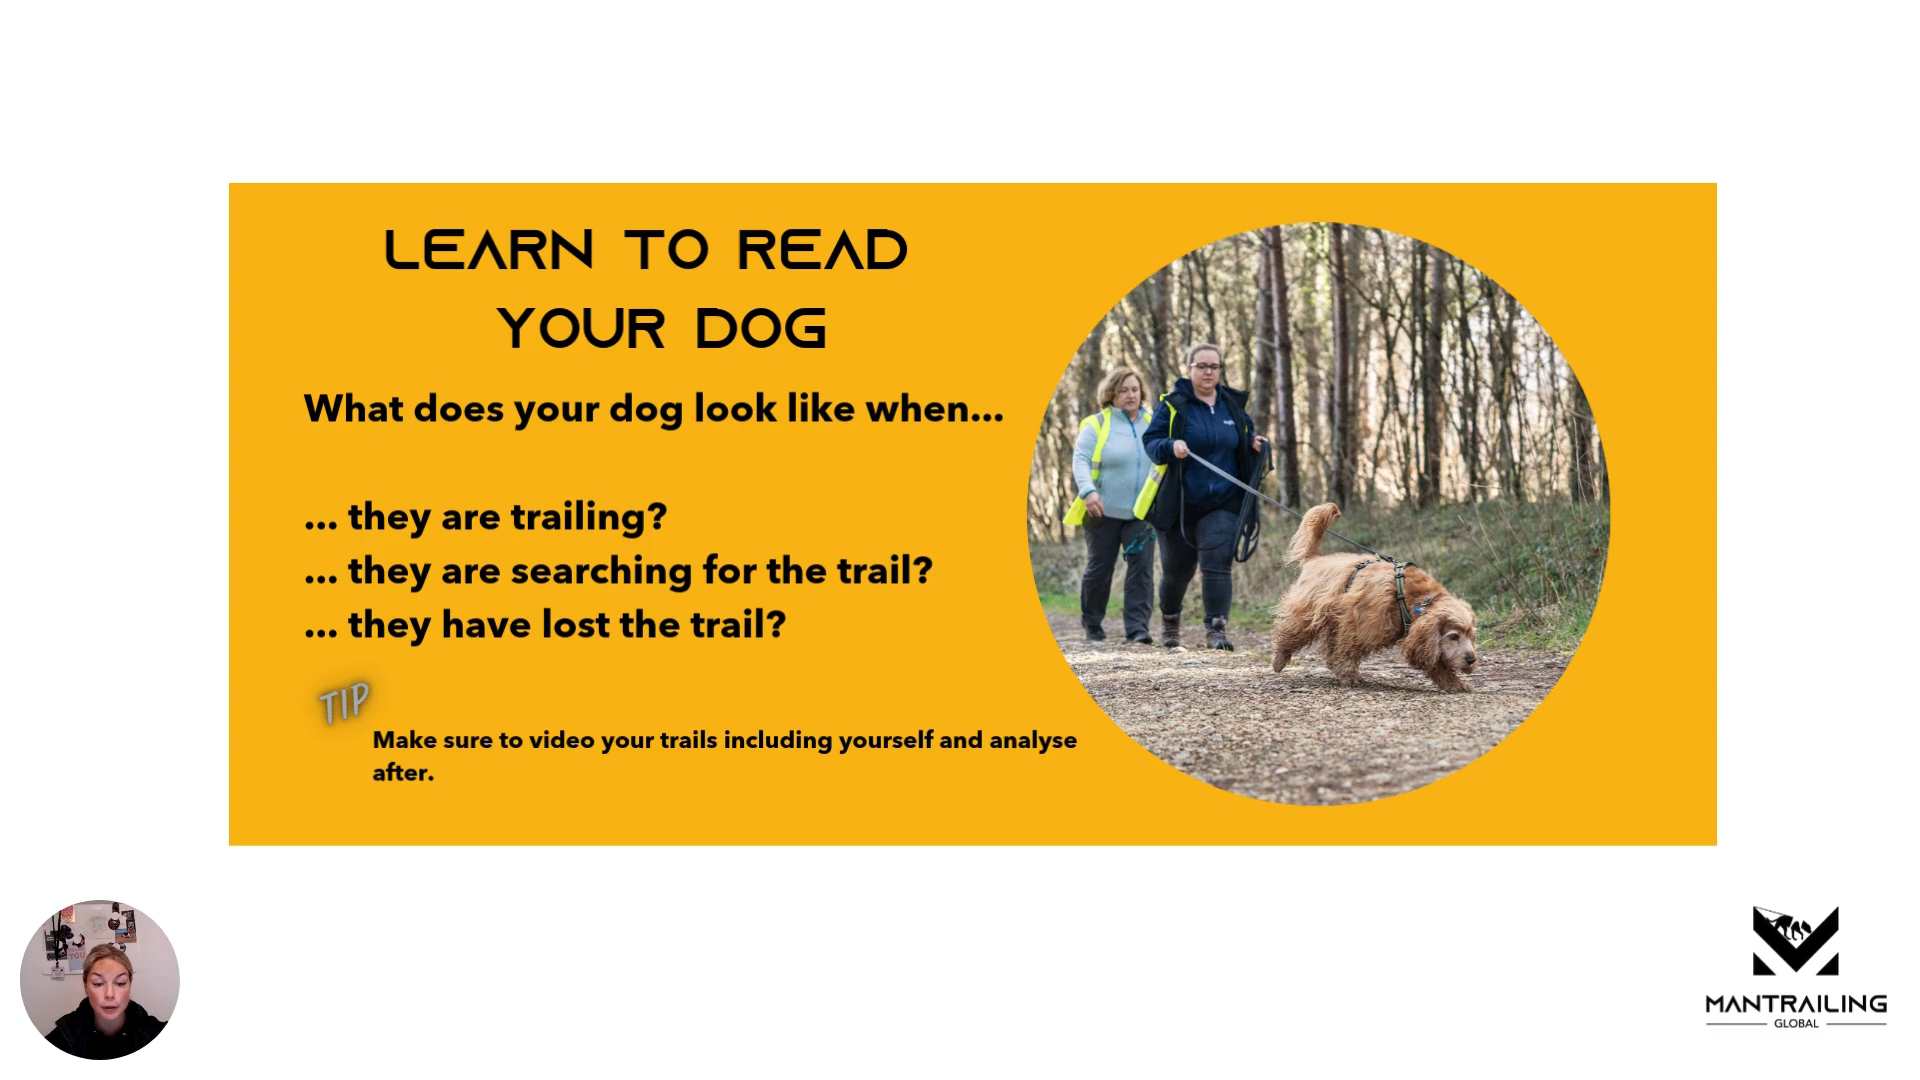 LEARN TO READ
YOUR DOG
What does your dog look like when...
... they are trailing?
... they are searching for the trail?
... they have lost the trail?
TIP
Make sure to video your trails including yourself and analyse
after.
MANTRAILING
GLOBAL